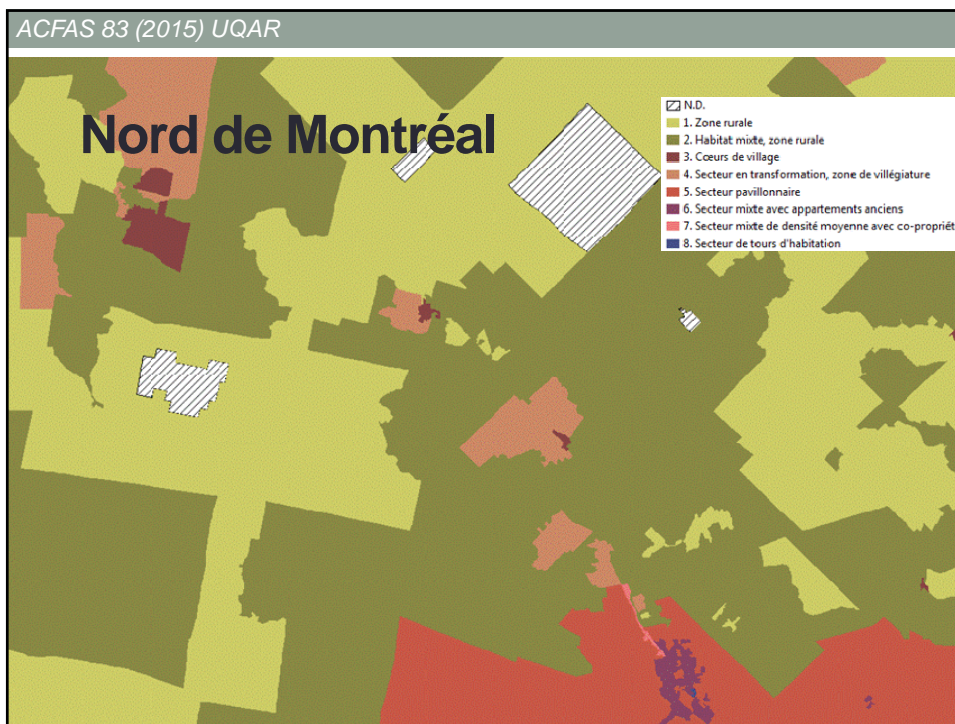 ACFAS 83 (2015) UQAR
Nord de Montréal
N.D.
1. Zone rurale
2. Habitat mixte, zone rurale
3. Cœurs de village
4. Secteur en transformation, zone de villégiature
5. Secteur pavillonnaire
6. Secteur mixte avec appartements anciens
7. Secteur mixte de densité moyenne avec co-propriét
8. Secteur de tours d'habitation